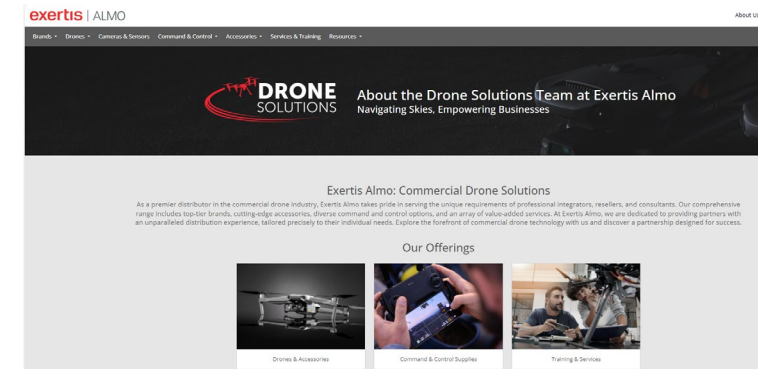 exertis | ALMO
About Us
Brands Drones Cameras & Sensors Command & Control Accessories Services & Training Resources
DRONE
SOLUTIONS
About the Drone Solutions Team at Exertis Almo
Navigating Skies, Empowering Businesses
Exertis Almo: Commercial Drone Solutions
As a premier distributor in the commercial drone industry, Exertis Almo takes pride in serving the unique requirements of professional integrators, resellers, and consultants. Our comprehensive
range includes top-tier brands, cutting-edge accessories, diverse command and control options, and an array of value-added services. At Exertis Almo, we are dedicated to providing partners with
an unparalleled distribution experience, tailored precisely to their individual needs. Explore the forefront of commercial drone technology with us and discover a partnership designed for success.
Our Offerings
Drones & Accessories
Command & Control Supplies
Training & Services